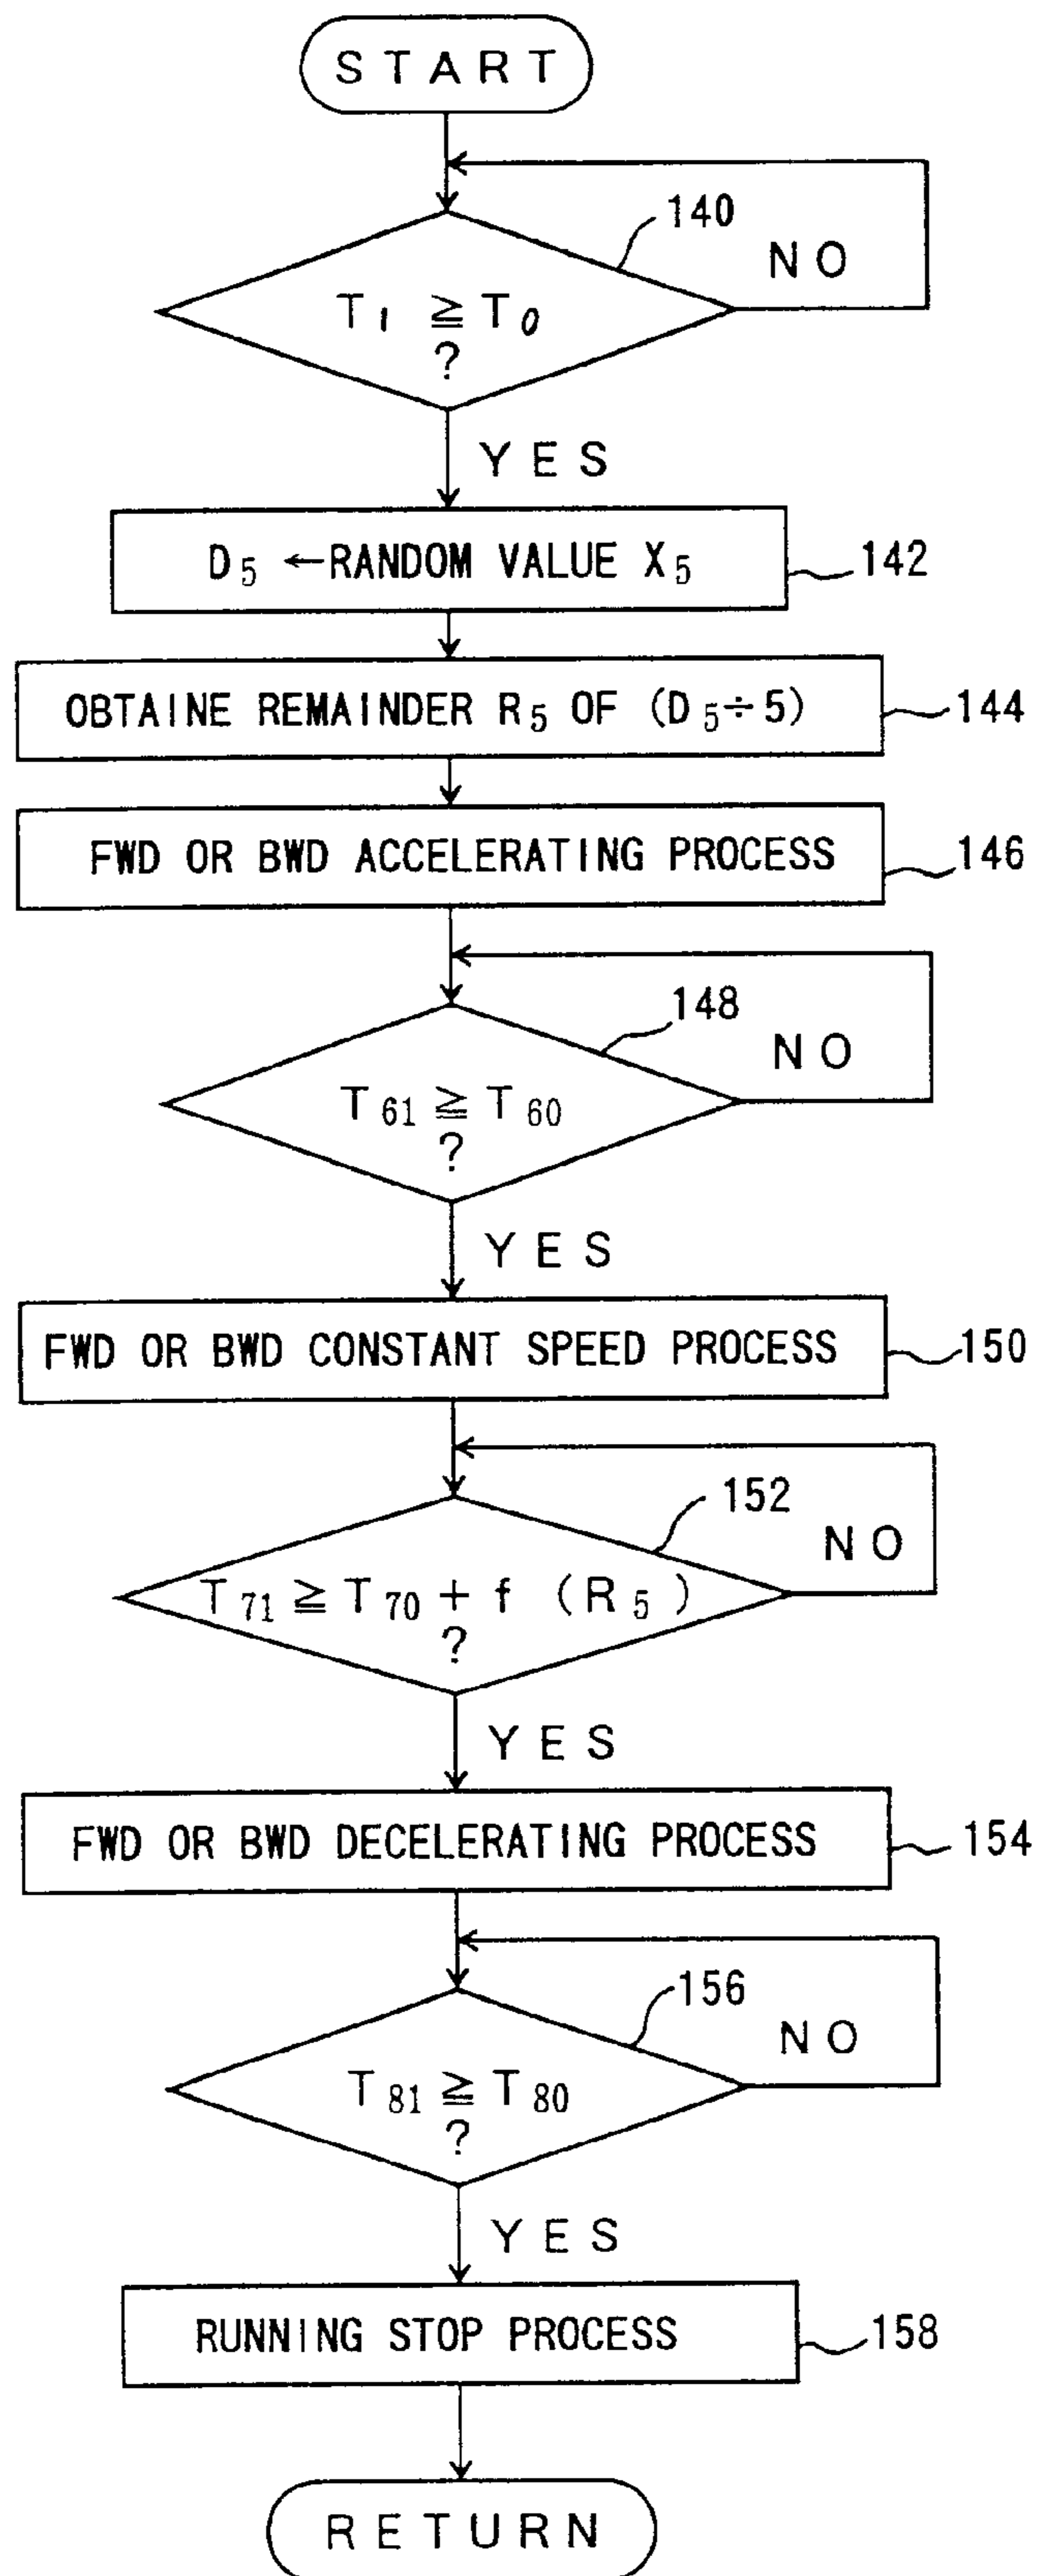 START
140
NO
T₁ ≧ T₀
?
YES
D₅ ←RANDOM VALUE X₅
142
OBTAINE REMAINDER R₅ OF (D₅÷5)
144
FWD OR BWD ACCELERATING PROCESS
146
148
NO
T₆₁ ≧ T₆₀
?
YES
FWD OR BWD CONSTANT SPEED PROCESS
150
152
NO
T₇₁ ≧ T₇₀ + f (R₅)
?
YES
FWD OR BWD DECELERATING PROCESS
154
156
NO
T₈₁ ≧ T₈₀
?
YES
RUNNING STOP PROCESS
158
RETURN